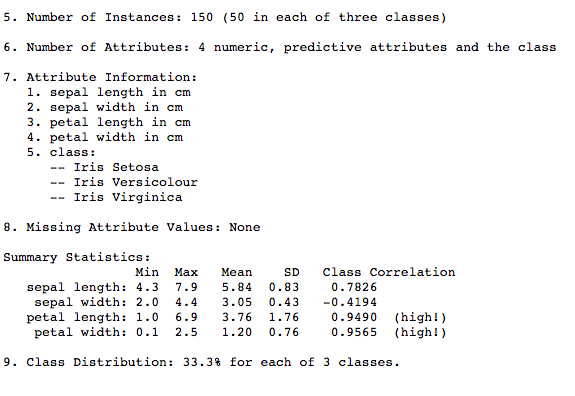 5. Number of Instances: 150 (50 in each of three classes)
6. Number of Attributes: 4 numeric, predictive attributes and the class
7. Attribute Information:
1. sepal length in cm
2. sepal width in cm
3. petal length in cm
4. petal width in cm
5. class:
-- Iris Setosa
-- Iris Versicolour
-- Iris Virginica
8. Missing Attribute Values: None
Summary Statistics:
Min Max Mean SD Class Correlation
sepal length: 4.3 7.9 5.84 0.83 0.7826
sepal width: 2.0 4.4 3.05 0.43 -0.4194
petal length: 1.0 6.9 3.76 1.76 0.9490 (high!)
petal width: 0.1 2.5 1.20 0.76 0.9565 (high!)
9. Class Distribution: 33.3% for each of 3 classes.